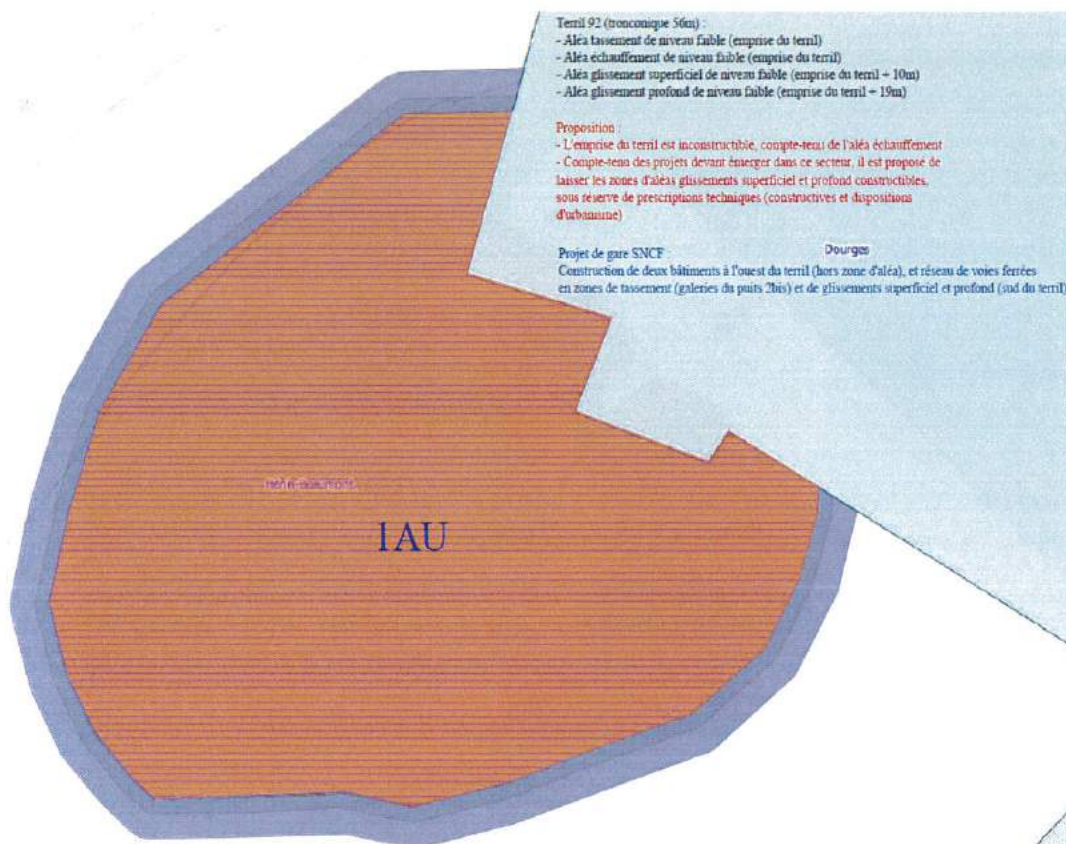 Terril 92 (tronconique 56m) :
- Aléa tassement de niveau faible (emprise du terril)
- Aléa échauffement de niveau faible (emprise du terril)
- Aléa glissement superficiel de niveau faible (emprise du terril + 10m)
- Aléa glissement profond de niveau faible (emprise du terril + 19m)
Proposition :
- L'emprise du terril est inconstructible, compte-tenu de l'aléa échauffement
- Compte-tenu des projets devant émerger dans ce secteur, il est proposé de
laisser les zones d'aléas glissements superficiel et profond constructibles,
sous réserve de prescriptions techniques (constructives et dispositions
d'urbanisme)
Dourges
Projet de gare SNCF :
Construction de deux bâtiments à l'ouest du terril (hors zone d'aléa), et réseau de voies ferrées
en zones de tassement (galeries du puits 2bis) et de glissements superficiel et profond (sud du terril)
1AU